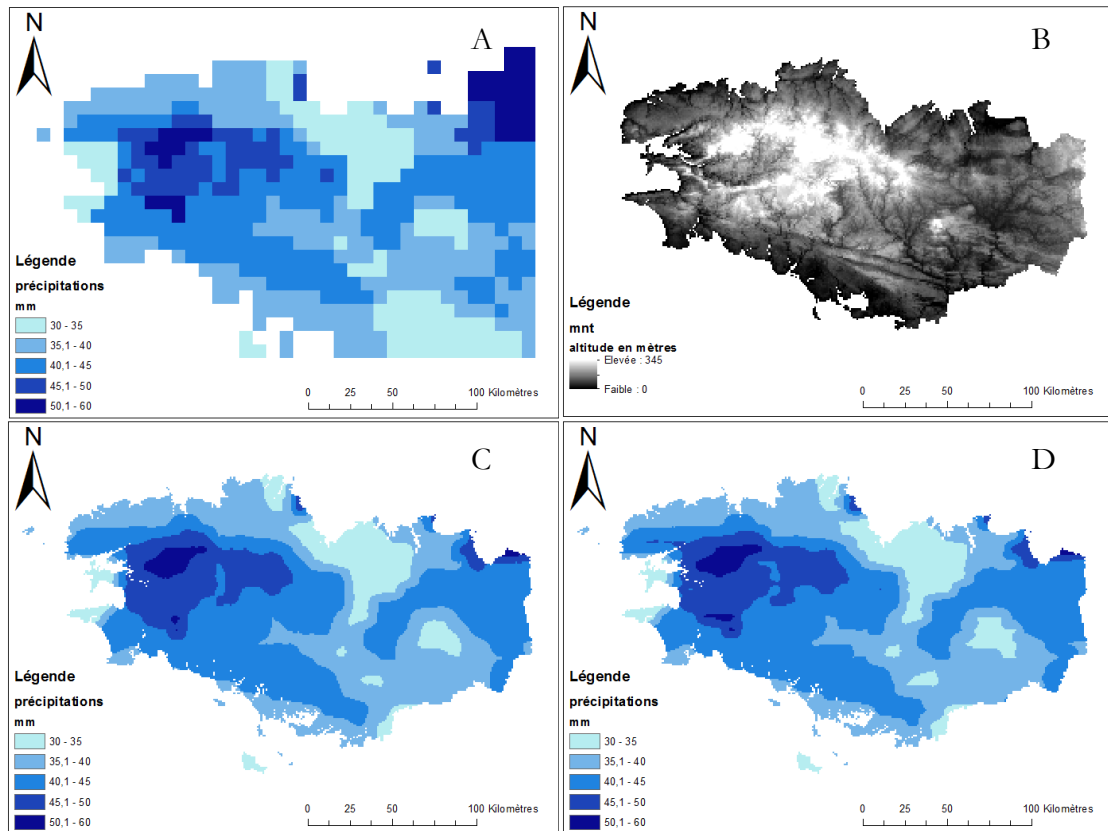 N
A
Légende
précipitations
mm
30 - 35
35,1 - 40
40,1 - 45
45,1 - 50
50,1 - 60
0 25 50 100 Kilomètres
N
B
Légende
mnt
altitude en mètres
Elevée : 345
Faible : 0
0 25 50 100 Kilomètres
N
C
Légende
précipitations
mm
30 - 35
35,1 - 40
40,1 - 45
45,1 - 50
50,1 - 60
0 25 50 100 Kilomètres
N
D
Légende
précipitations
mm
30 - 35
35,1 - 40
40,1 - 45
45,1 - 50
50,1 - 60
0 25 50 100 Kilomètres